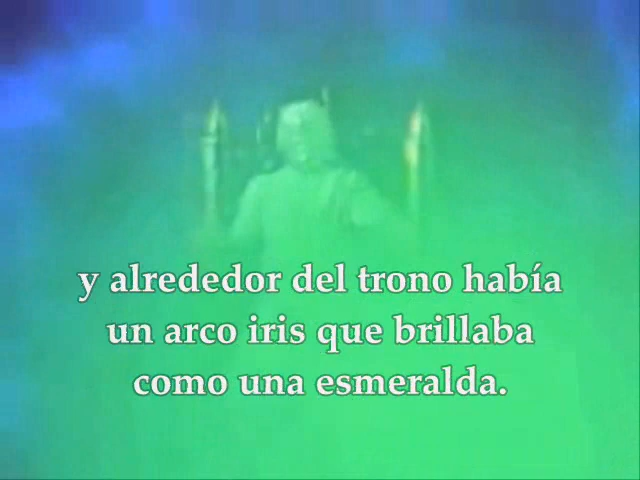 y alrededor del trono había
un arco iris que brillaba
como una esmeralda.